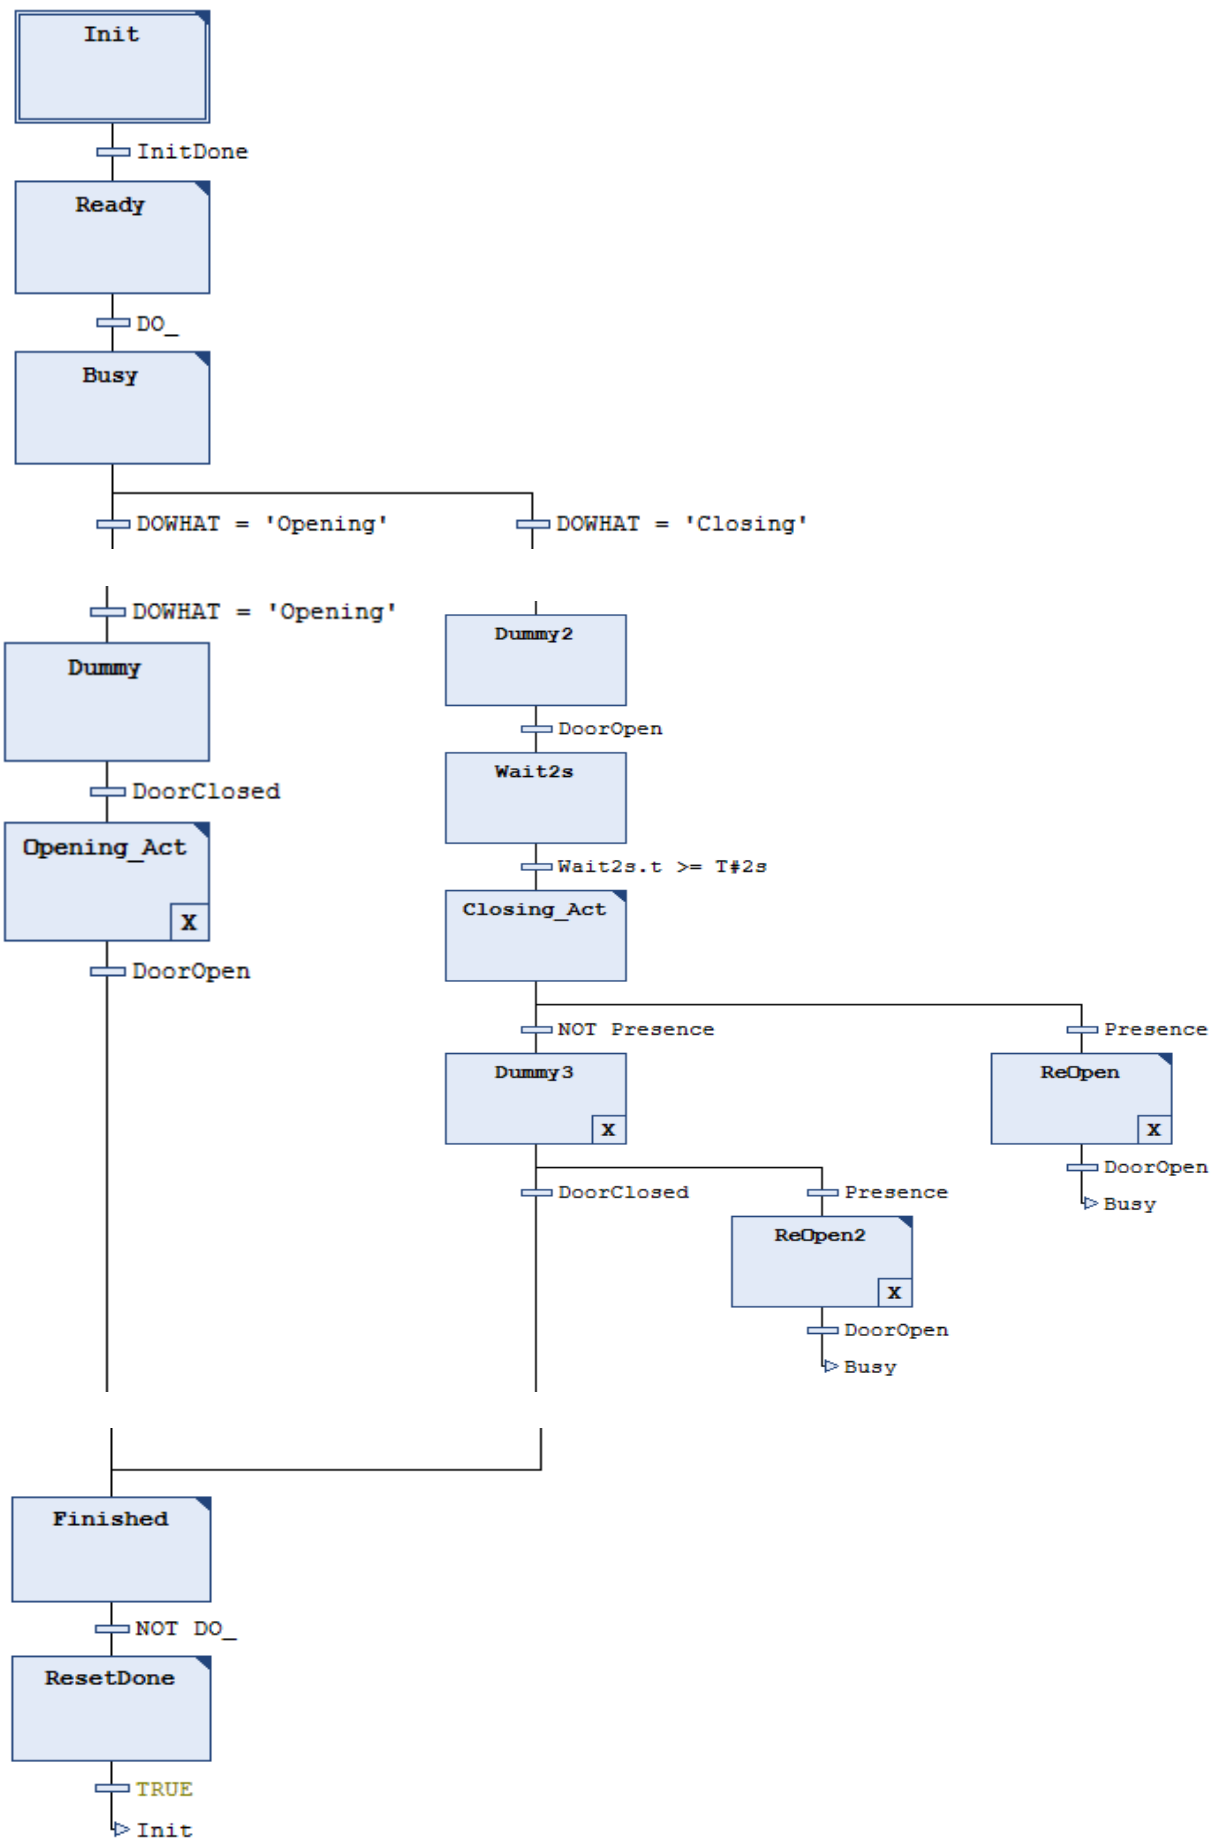 Init
InitDone
Ready
DO_
Busy
DOWHAT = 'Opening'
DOWHAT = 'Closing'
DOWHAT = 'Opening'
Dummy
DoorClosed
Opening_Act
X
DoorOpen
Dummy2
DoorOpen
Wait2s
Wait2s.t >= T#2s
Closing_Act
NOT Presence
Presence
Dummy3
X
ReOpen
X
DoorOpen
Busy
DoorClosed
Presence
ReOpen2
X
DoorOpen
Busy
Finished
NOT DO_
ResetDone
TRUE
Init